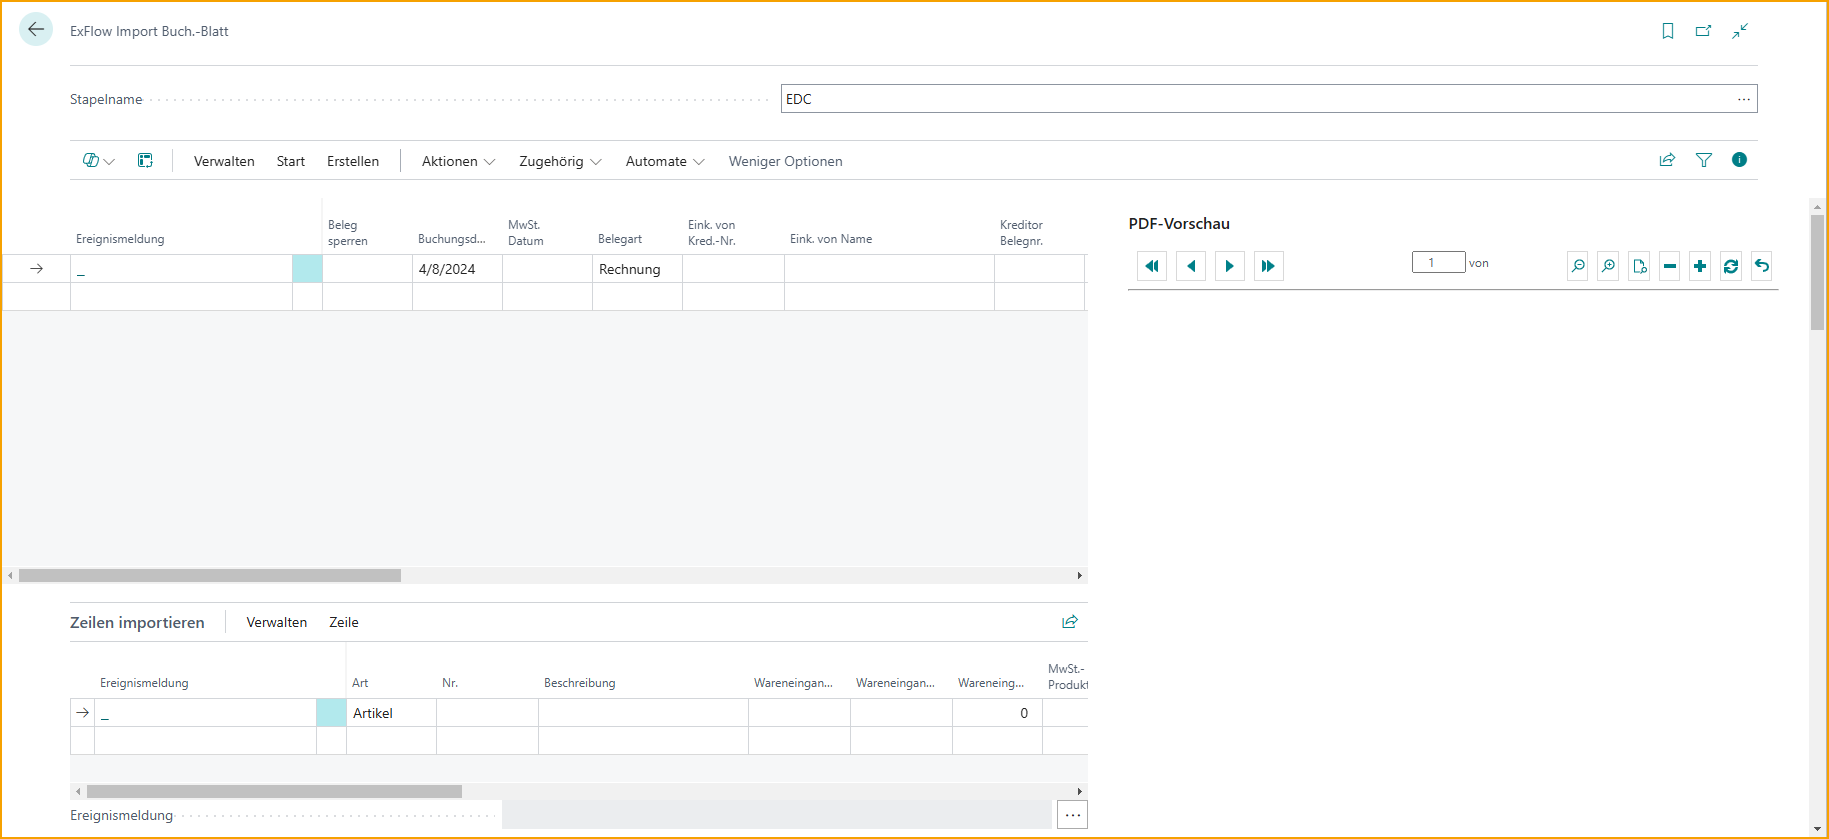 ExFlow Import Buch.-Blatt
Stapelname
EDC
Verwalten Start Erstellen Aktionen Zugehörig Automate Weniger Optionen
Ereignismeldung
Beleg
sperren
Buchungsd...
MwSt.
Datum
Belegart
Eink. von
Kred.-Nr.
Eink. von Name
Kreditor
Belegnr.
_ 4/8/2024 Rechnung
PDF-Vorschau
1 von
Zeilen importieren Verwalten Zeile
Ereignismeldung Art Nr. Beschreibung Wareneingan... Wareneingan... Wareneing...
MwSt.-
Produkt
_ Artikel 0
Ereignismeldung